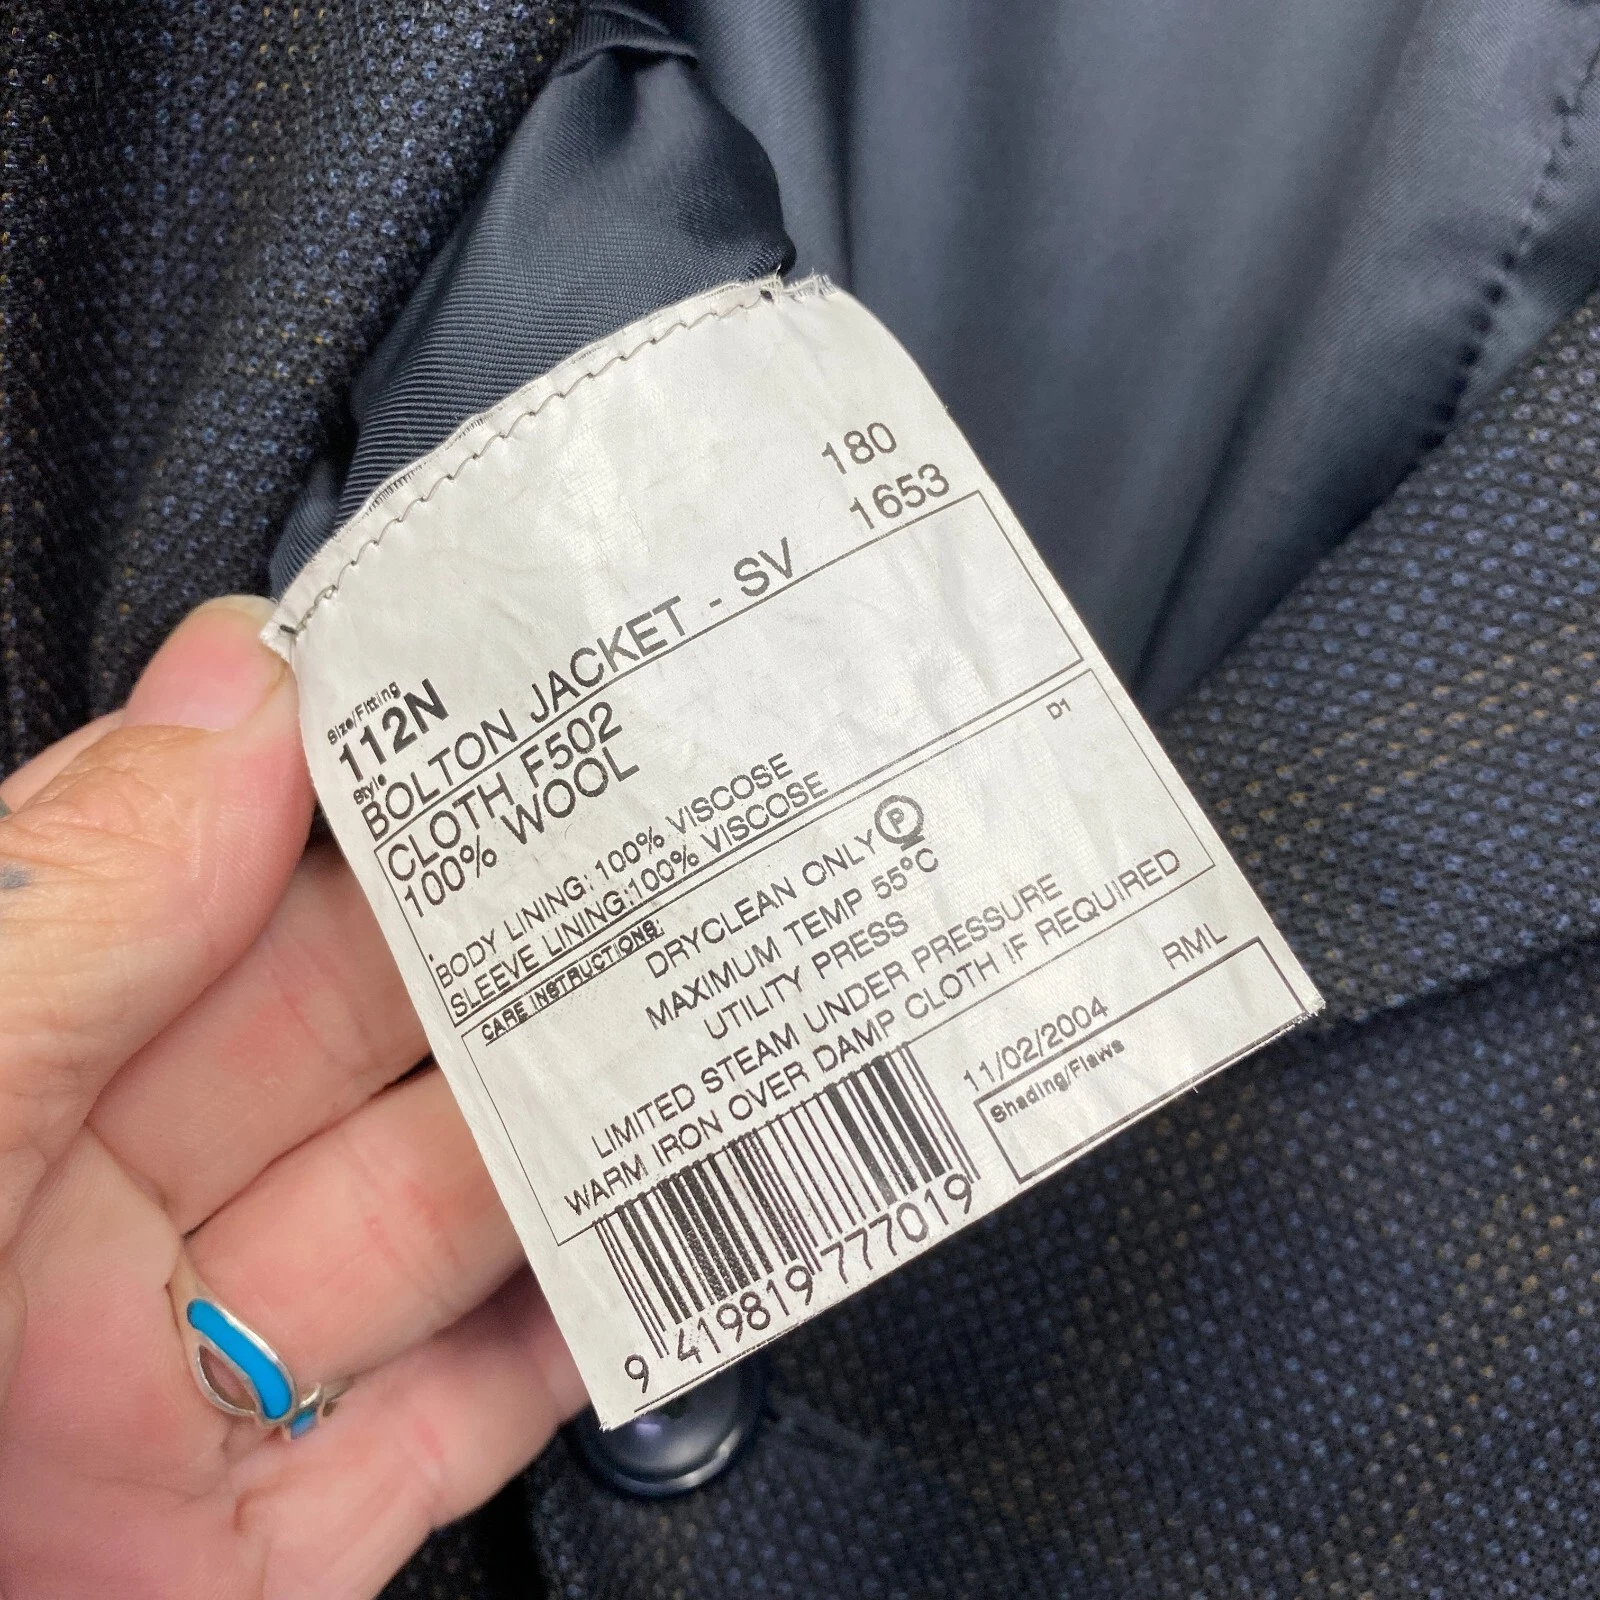 180
1653
Size/Fitting
112N
Style
BOLTON JACKET - SV
CLOTH F502
100% WOOL
BODY LINING: 100% VISCOSE
SLEEVE LINING:100% VISCOSE
D1
CARE INSTRUCTIONS:
DRYCLEAN ONLY P
MAXIMUM TEMP 55°C
UTILITY PRESS
LIMITED STEAM UNDER PRESSURE
WARM IRON OVER DAMP CLOTH IF REQUIRED
RML
11/02/2004
Shading/Flaws
9 419819 777019